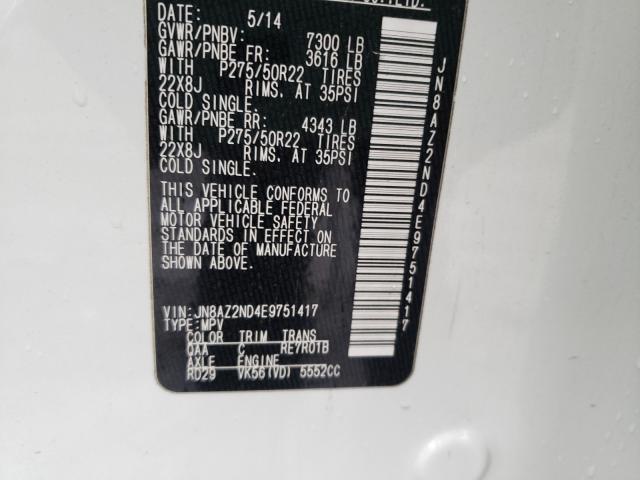 DATE: 5/14
GVWR/PNBV: 7300 LB
GAWR/PNBE FR: 3616 LB
WITH P275/50R22 TIRES
22X8J RIMS, AT 35PSI
COLD SINGLE.
GAWR/PNBE RR: 4343 LB
WITH P275/50R22 TIRES
22X8J RIMS, AT 35PSI
COLD SINGLE.
THIS VEHICLE CONFORMS TO
ALL APPLICABLE FEDERAL
MOTOR VEHICLE SAFETY
STANDARDS IN EFFECT ON
THE DATE OF MANUFACTURE
SHOWN ABOVE.
VIN:JN8AZ2ND4E9751417
TYPE:MPV
COLOR TRIM TRANS
QAA C RE7R01B
AXLE ENGINE
RD29 VK56(VD) 5552CC
JN8AZ2ND4E9751417